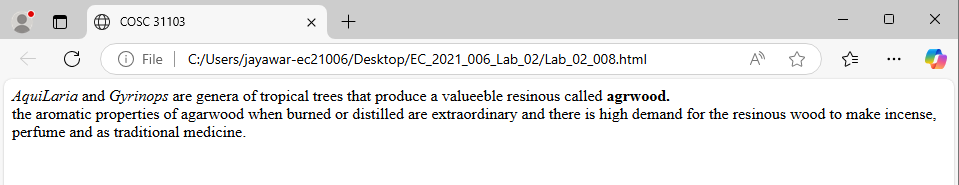 COSC 31103
File
C:/Users/jayawar-ec21006/Desktop/EC_2021_006_Lab_02/Lab_02_008.html
AquiLaria and Gyrinops are genera of tropical trees that produce a valueeble resinous called agrwood.
the aromatic properties of agarwood when burned or distilled are extraordinary and there is high demand for the resinous wood to make incense,
perfume and as traditional medicine.